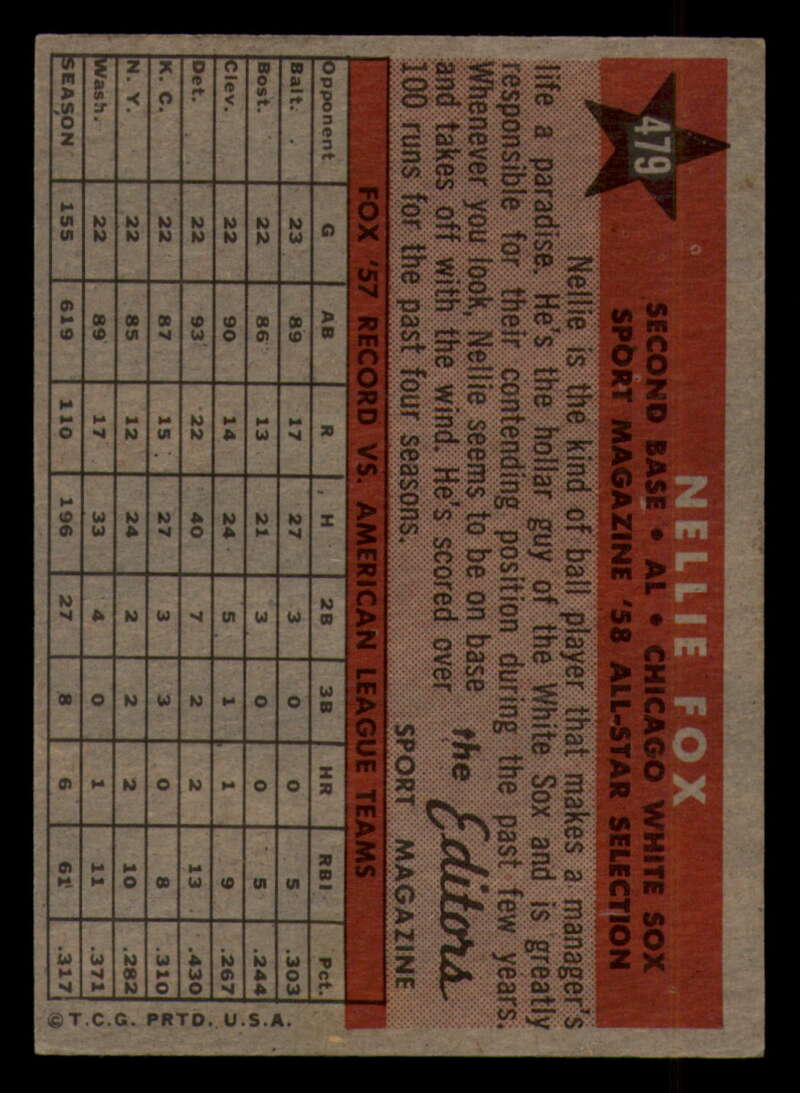 479
NELLIE FOX
SECOND BASE • AL • CHICAGO WHITE SOX
SPORT MAGAZINE '58 ALL-STAR SELECTION
Nellie is the kind of ball player that makes a manager's
life a paradise. He's the hollar guy of the White Sox and is greatly
responsible for their contending position during the past few years.
Whenever you look, Nellie seems to be on base
and takes off with the wind. He's scored over
100 runs for the past four seasons.
the Editors
SPORT MAGAZINE
FOX '57 RECORD VS. AMERICAN LEAGUE TEAMS
Opponent G AB R H 2B 3B HR RBI Pct.
Balt. 23 89 17 27 3 0 0 5 .303
Bost. 22 86 13 21 3 0 0 5 .244
Clev. 22 90 14 24 5 1 1 9 .267
Det. 22 93 22 40 7 2 2 13 .430
K. C. 22 87 15 27 3 3 0 8 .310
N. Y. 22 85 12 24 2 2 2 10 .282
Wash. 22 89 17 33 4 0 1 11 .371
SEASON 155 619 110 196 27 8 6 61 .317
© T.C.G. PRTD. U.S.A.